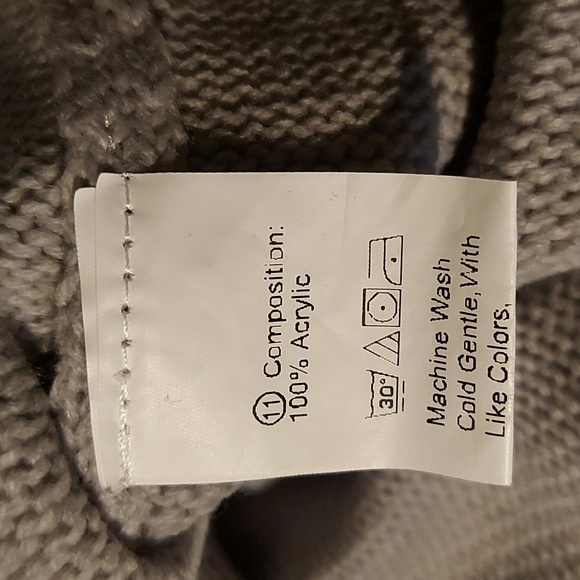 ⑪ Composition:
100% Acrylic
30°
Machine Wash
Cold Gentle, With
Like Colors,